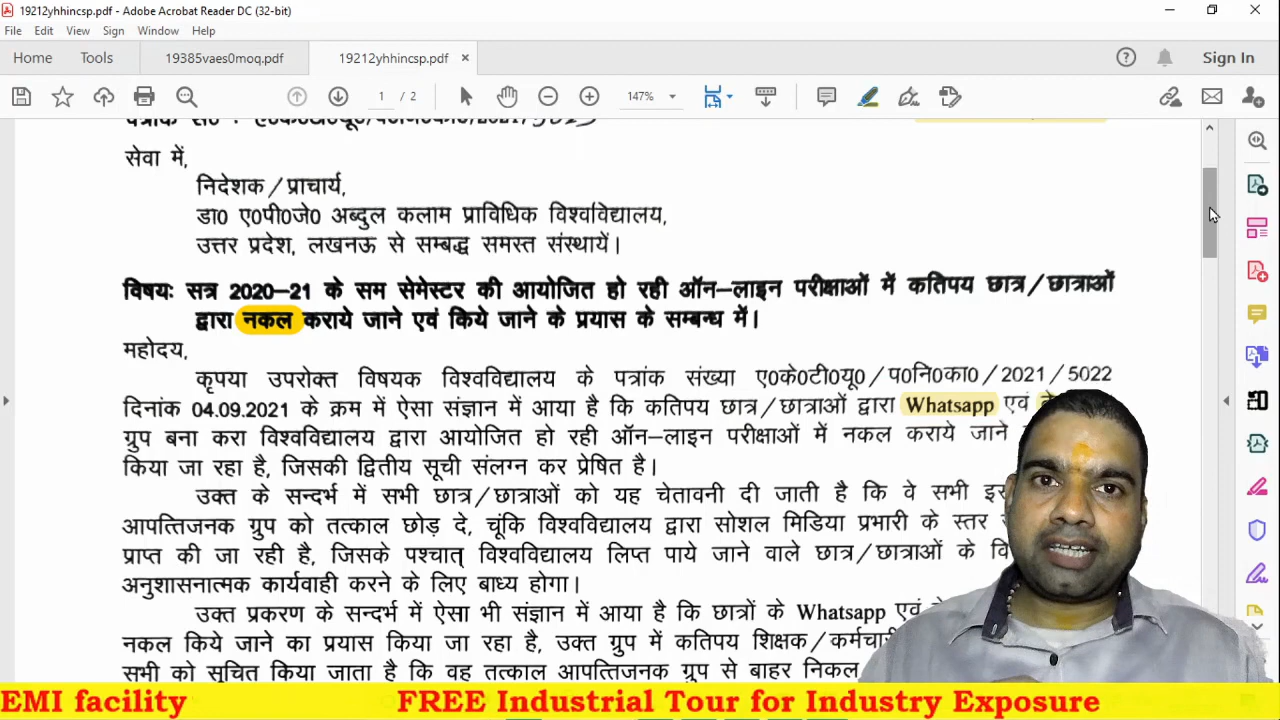 19212yhhincsp.pdf - Adobe Acrobat Reader DC (32-bit)
File Edit View Sign Window Help
Home Tools 19385vaes0moq.pdf 19212yhhincsp.pdf × Sign In
1 / 2 147%
सेवा में,
निदेशक/प्राचार्य,
डा0 ए0पी0जे0 अब्दुल कलाम प्राविधिक विश्वविद्यालय,
उत्तर प्रदेश, लखनऊ से सम्बद्ध समस्त संस्थायें।
विषयः सत्र 2020–21 के सम सेमेस्टर की आयोजित हो रही ऑन–लाइन परीक्षाओं में कतिपय छात्र/छात्राओं
द्वारा नकल कराये जाने एवं किये जाने के प्रयास के सम्बन्ध में।
महोदय,
कृपया उपरोक्त विषयक विश्वविद्यालय के पत्रांक संख्या ए0के0टी0यू0/प0नि0का0/2021/5022
दिनांक 04.09.2021 के क्रम में ऐसा संज्ञान में आया है कि कतिपय छात्र/छात्राओं द्वारा Whatsapp एवं
ग्रुप बना करा विश्वविद्यालय द्वारा आयोजित हो रही ऑन–लाइन परीक्षाओं में नकल कराये जाने
किया जा रहा है, जिसकी द्वितीय सूची संलग्न कर प्रेषित है।
उक्त के सन्दर्भ में सभी छात्र/छात्राओं को यह चेतावनी दी जाती है कि वे सभी
आपत्तिजनक ग्रुप को तत्काल छोड़ दे, चूंकि विश्वविद्यालय द्वारा सोशल मिडिया प्रभारी के स्तर
प्राप्त की जा रही है, जिसके पश्चात् विश्वविद्यालय लिप्त पाये जाने वाले छात्र/छात्राओं के
अनुशासनात्मक कार्यवाही करने के लिए बाध्य होगा।
उक्त प्रकरण के सन्दर्भ में ऐसा भी संज्ञान में आया है कि छात्रों के Whatsapp एवं
नकल किये जाने का प्रयास किया जा रहा है, उक्त ग्रुप में कतिपय शिक्षक/कर्मचारी
सभी को सूचित किया जाता है कि वह तत्काल आपत्तिजनक ग्रुप से बाहर निकल
EMI facility FREE Industrial Tour for Industry Exposure